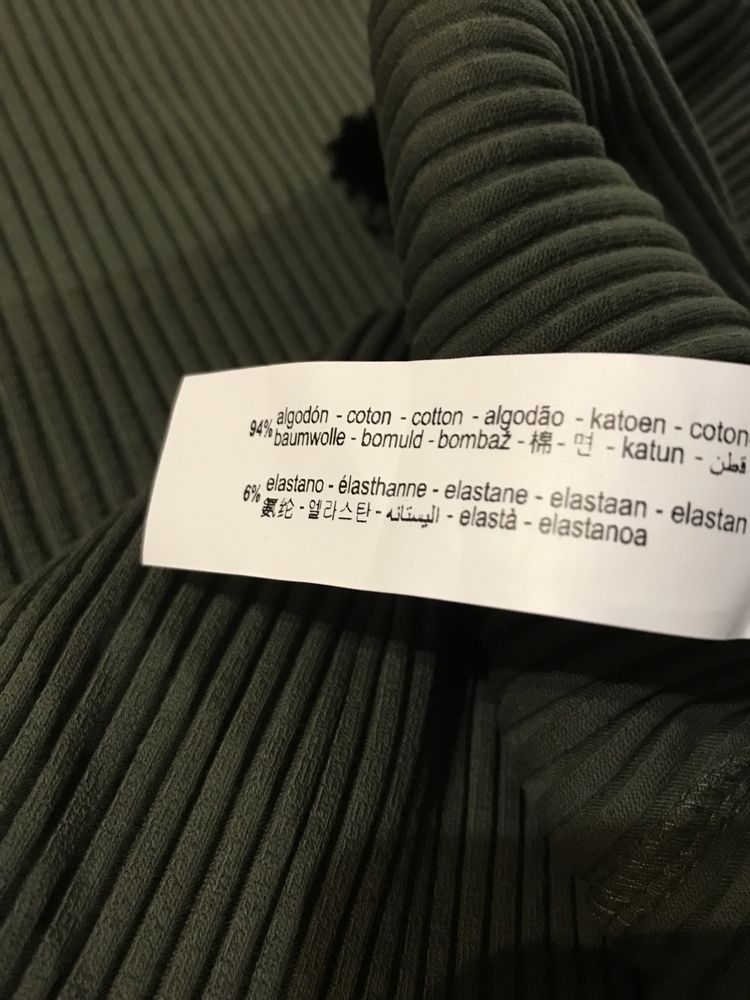 94% algodón - coton - cotton - algodão - katoen - coton
baumwolle - bomuld - bombaž - 棉 - 면 - katun - قطن
6% elastano - élasthanne - elastane - elastaan - elastan
氨纶 - 엘라스탄 - اليستانه - elastà - elastanoa